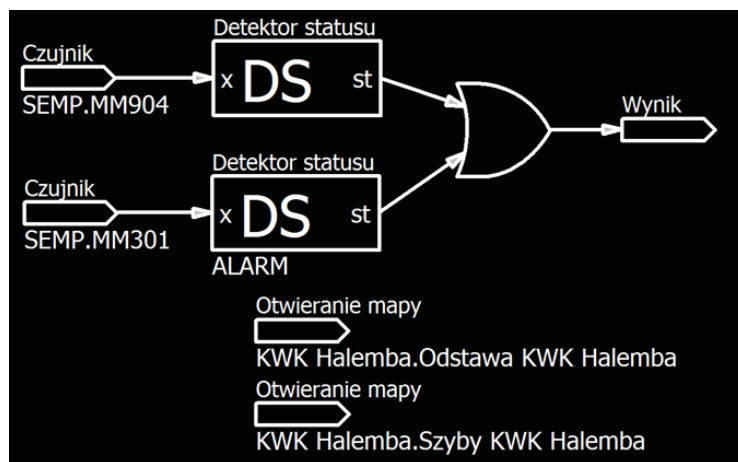 Detektor statusu
Czujnik
x DS st
SEMP.MM904
Wynik
Detektor statusu
Czujnik
x DS st
SEMP.MM301
ALARM
Otwieranie mapy
KWK Halemba.Odstawa KWK Halemba
Otwieranie mapy
KWK Halemba.Szyby KWK Halemba